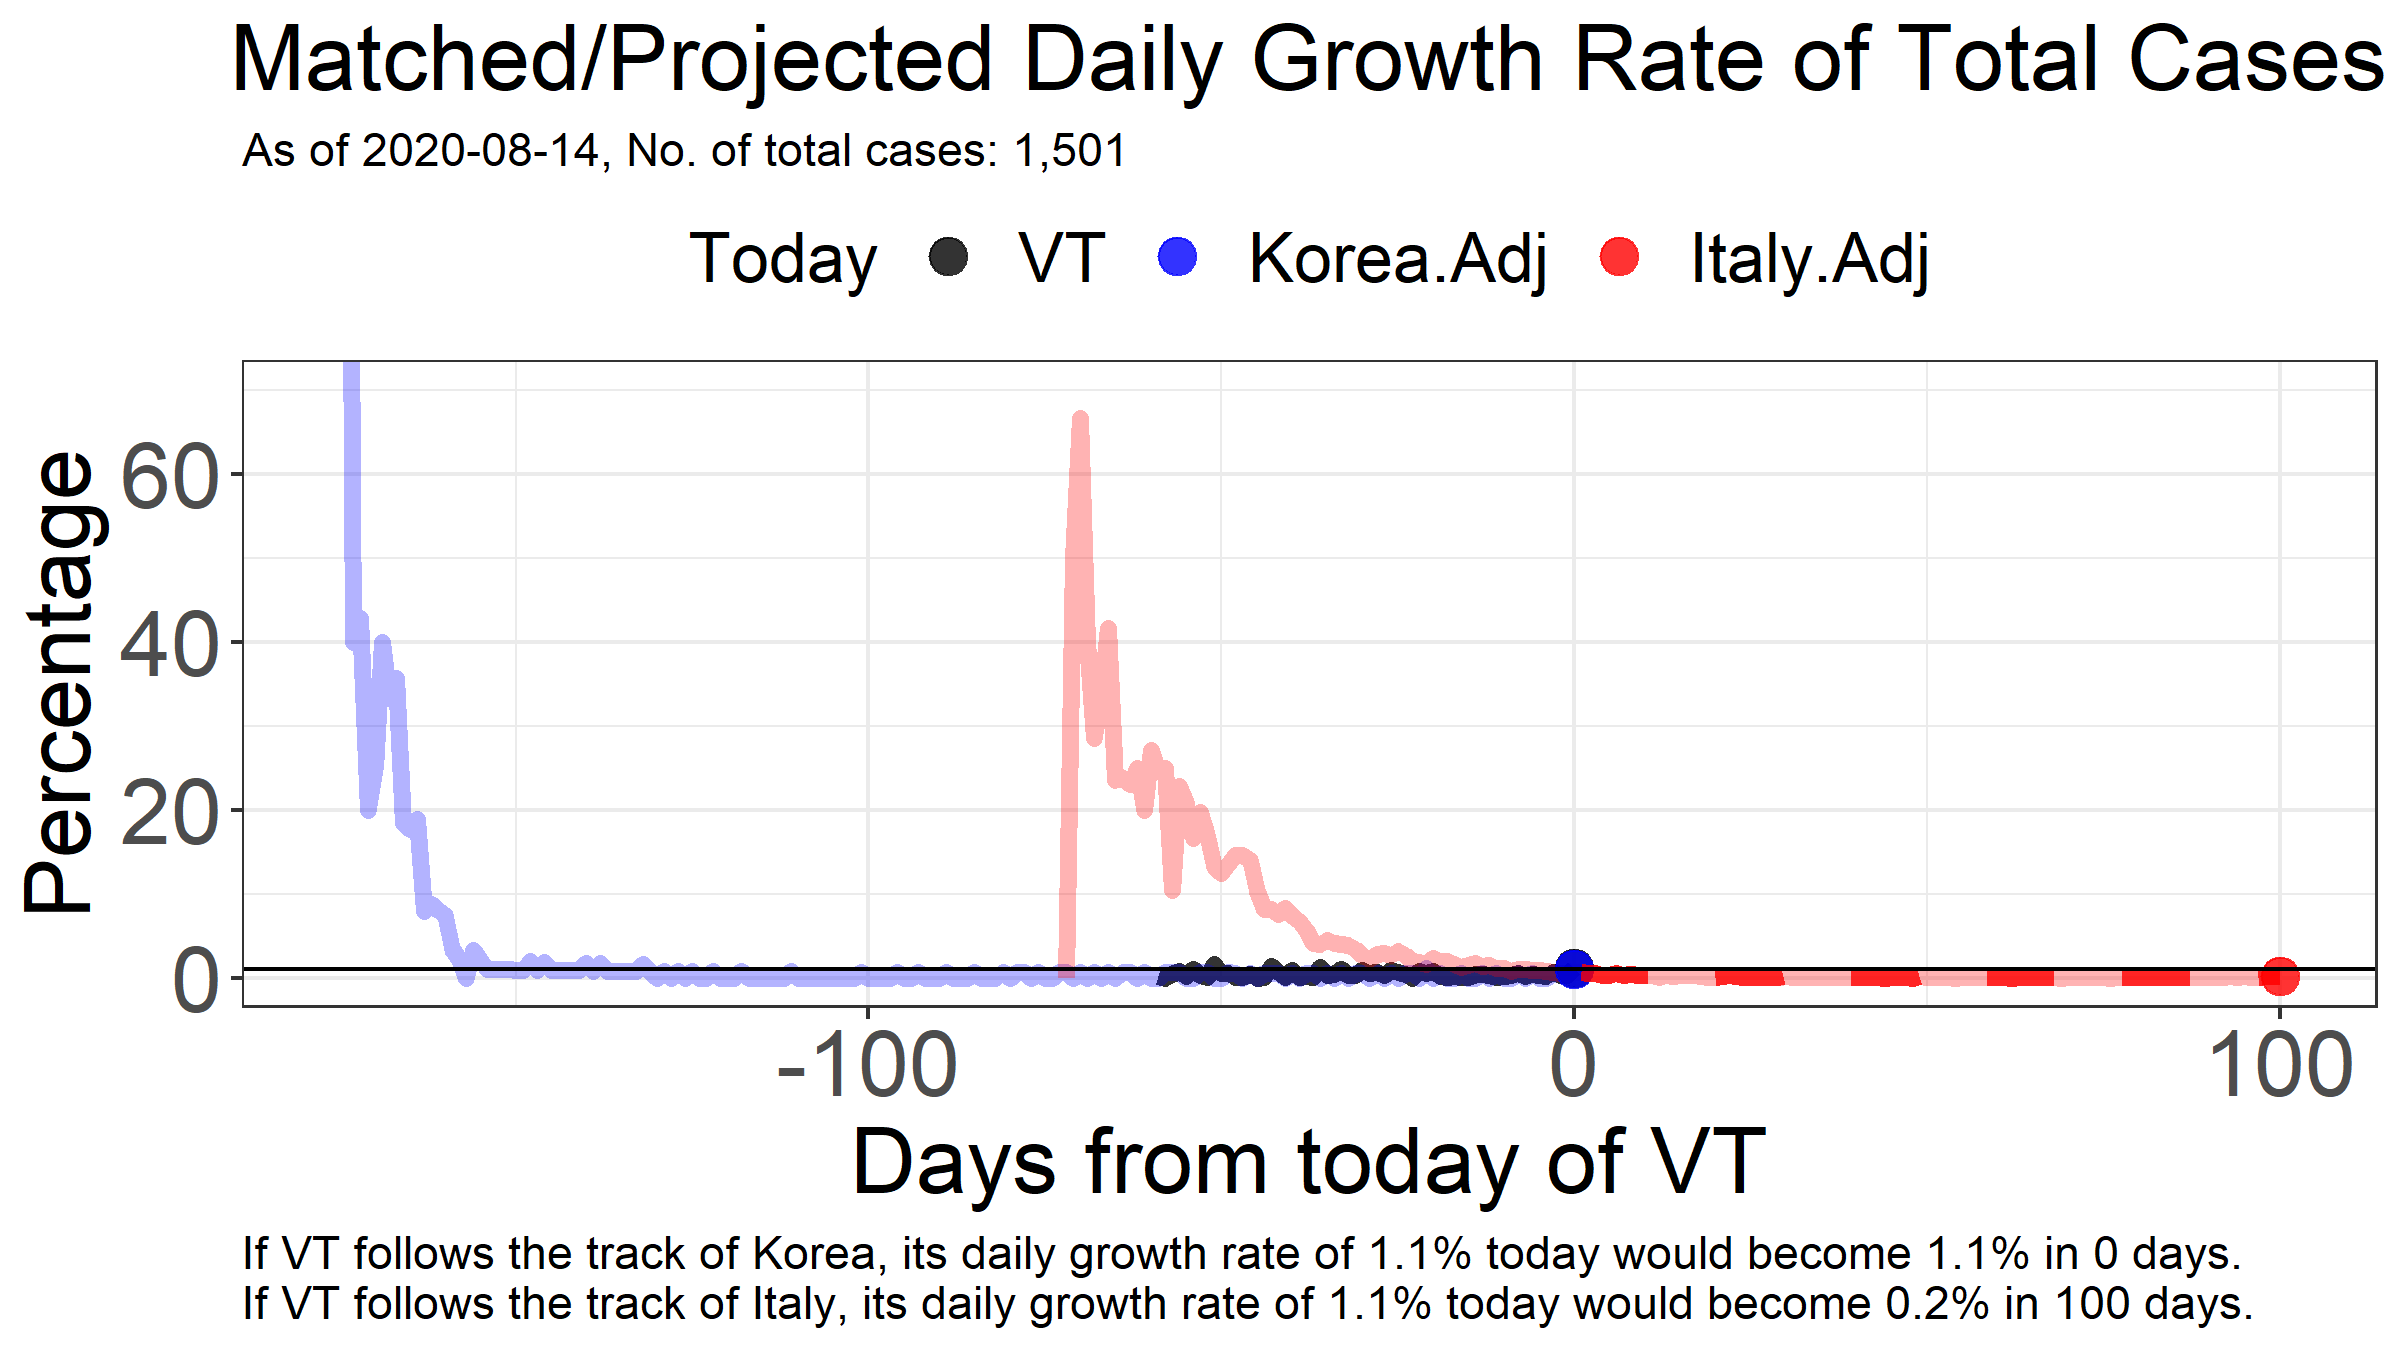 Matched/Projected Daily Growth Rate of Total Cases
As of 2020-08-14, No. of total cases: 1,501
Today VT Korea.Adj Italy.Adj
Percentage
60
40
20
0
-100 0 100
Days from today of VT
If VT follows the track of Korea, its daily growth rate of 1.1% today would become 1.1% in 0 days.
If VT follows the track of Italy, its daily growth rate of 1.1% today would become 0.2% in 100 days.